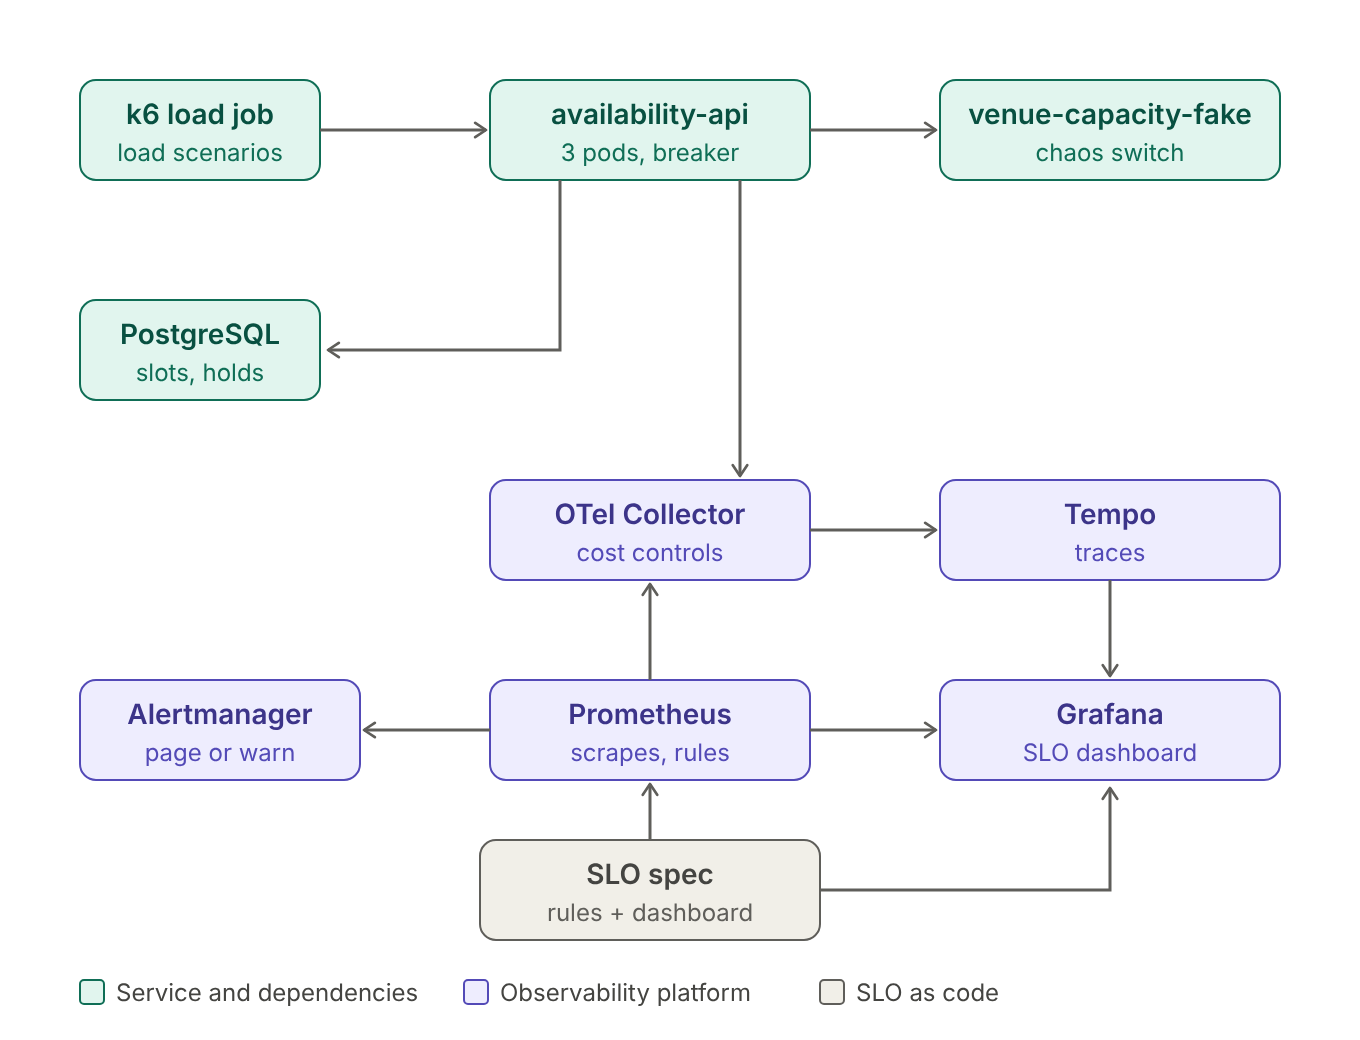 k6 load job
load scenarios
availability-api
3 pods, breaker
venue-capacity-fake
chaos switch
PostgreSQL
slots, holds
OTel Collector
cost controls
Tempo
traces
Alertmanager
page or warn
Prometheus
scrapes, rules
Grafana
SLO dashboard
SLO spec
rules + dashboard
Service and dependencies
Observability platform
SLO as code